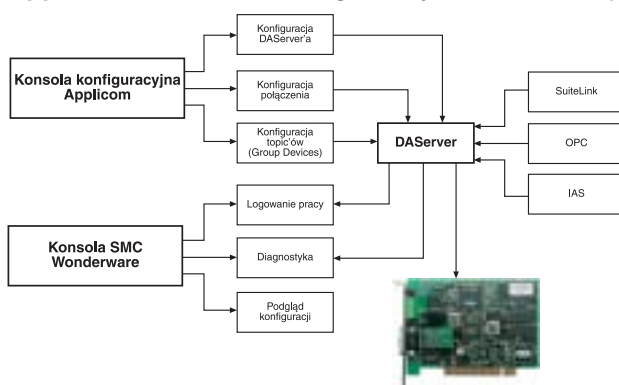 Konfiguracja
DAServer'a
Konsola konfiguracyjna
Applicom
Konfiguracja
połączenia
Konfiguracja
topic'ów
(Group Devices)
DAServer
SuiteLink
OPC
IAS
Konsola SMC
Wonderware
Logowanie pracy
Diagnostyka
Podgląd
konfiguracji